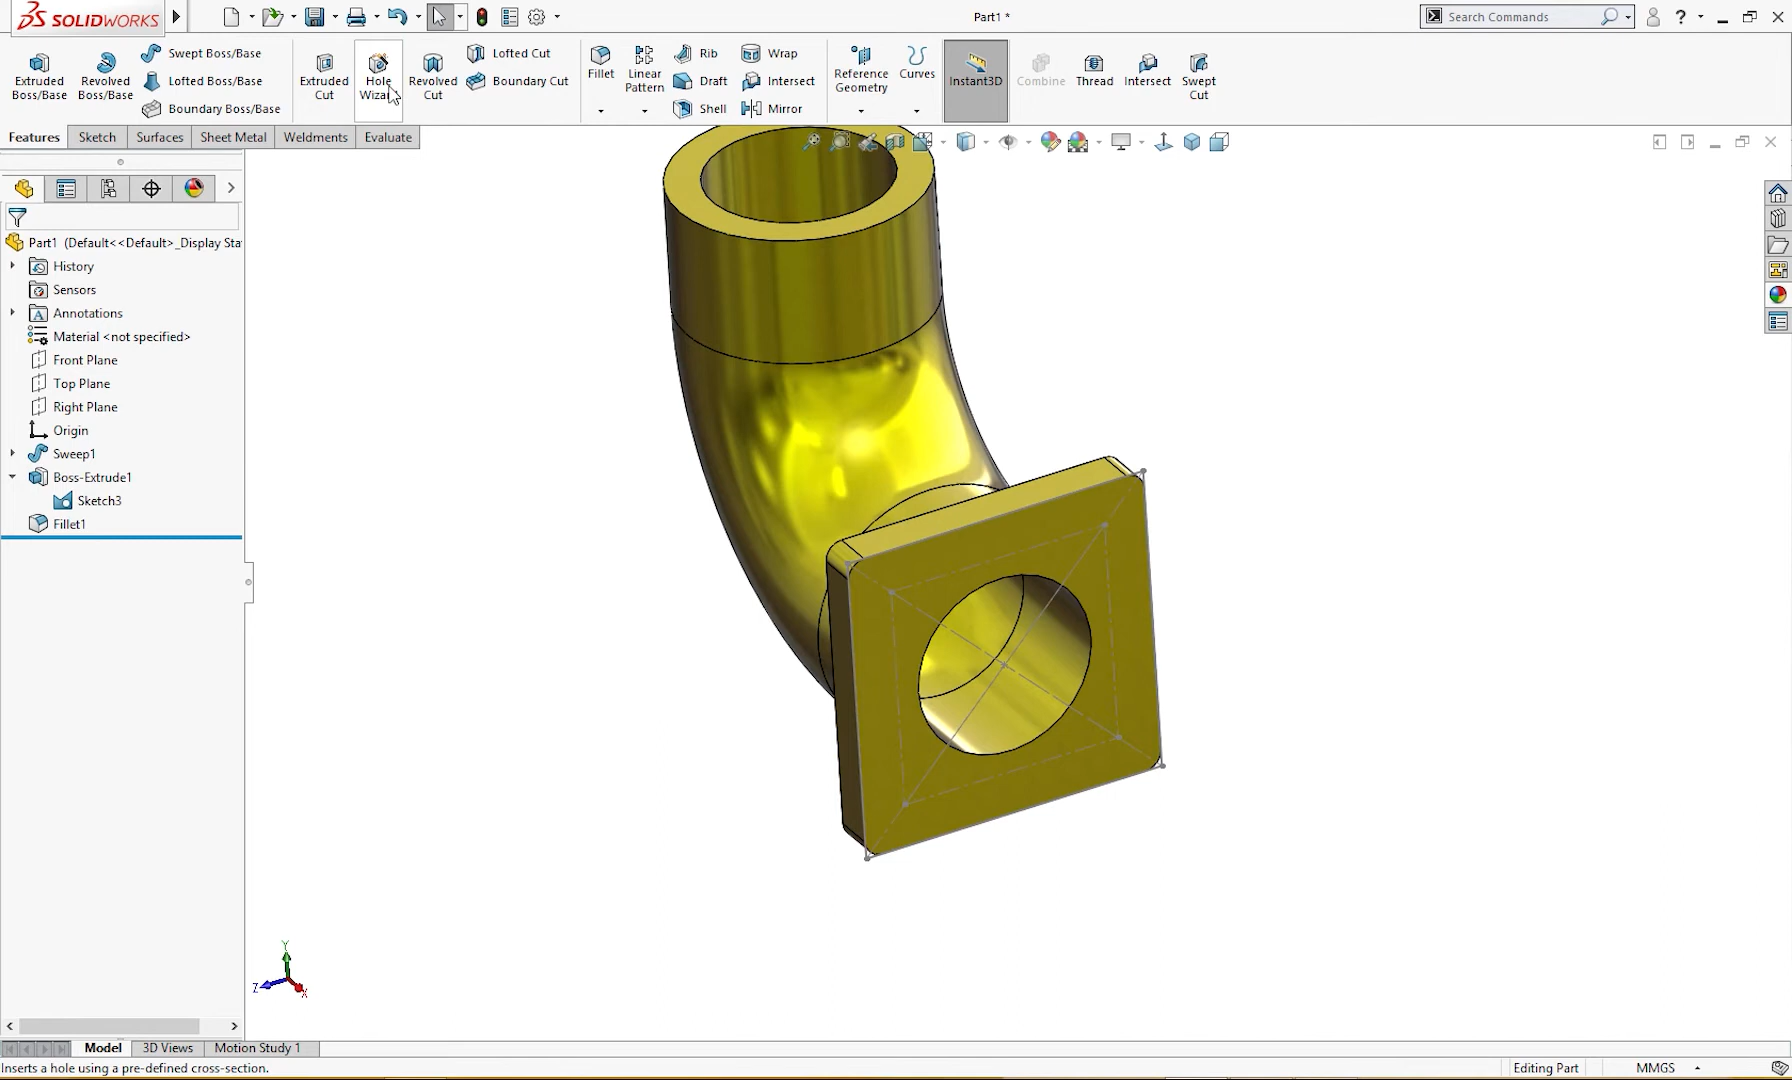 SOLIDWORKS
Part1 *
Search Commands
?
Extruded Boss/Base
Revolved Boss/Base
Swept Boss/Base
Lofted Boss/Base
Boundary Boss/Base
Extruded Cut
Hole Wizard
Revolved Cut
Lofted Cut
Boundary Cut
Fillet
Linear Pattern
Rib
Draft
Shell
Wrap
Intersect
Mirror
Reference Geometry
Curves
Instant3D
Combine
Thread
Intersect
Swept Cut
Features
Sketch
Surfaces
Sheet Metal
Weldments
Evaluate
Part1 (Default<<Default>_Display Sta
History
Sensors
A Annotations
Material <not specified>
Front Plane
Top Plane
Right Plane
Origin
Sweep1
Boss-Extrude1
Sketch3
Fillet1
Y
Z
X
Model
3D Views
Motion Study 1
Inserts a hole using a pre-defined cross-section.
Editing Part
MMGS